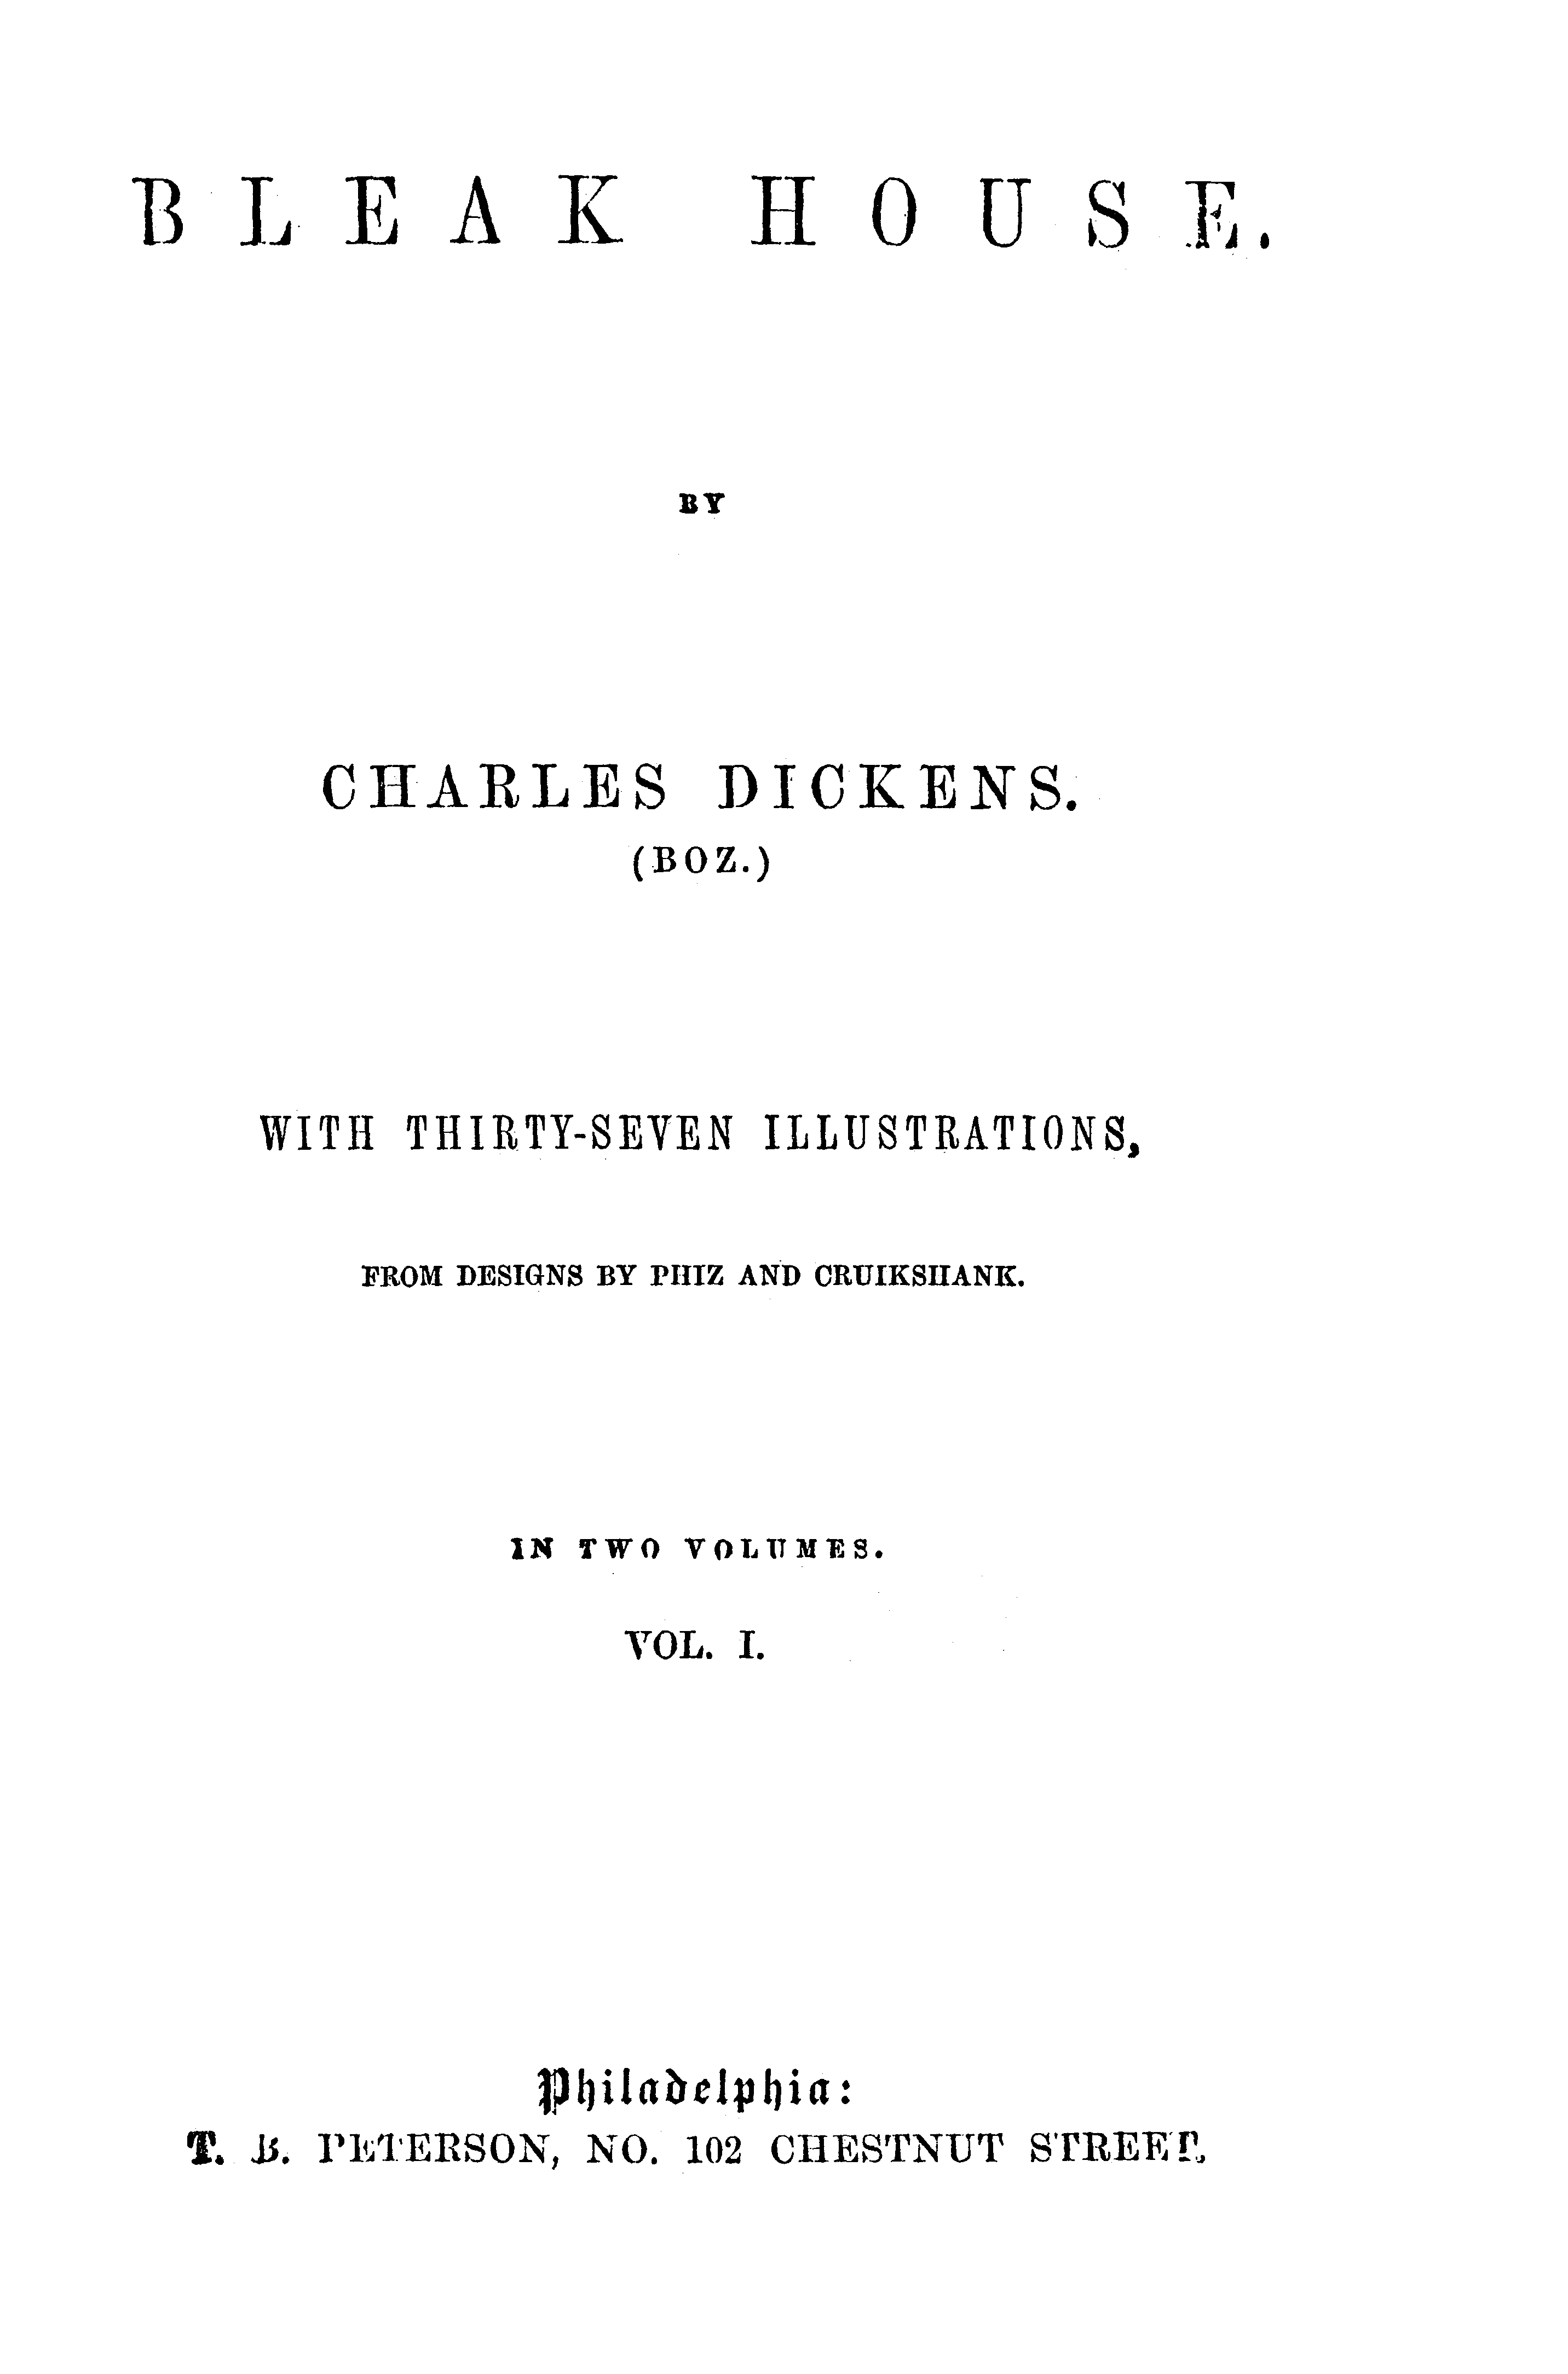 BLEAK HOUSE.
BY
CHARLES DICKENS.
(BOZ.)
WITH THIRTY-SEVEN ILLUSTRATIONS,
FROM DESIGNS BY PHIZ AND CRUIKSHANK.
IN TWO VOLUMES.
VOL. I.
Philadelphia:
T. B. PETERSON, NO. 102 CHESTNUT STREET,